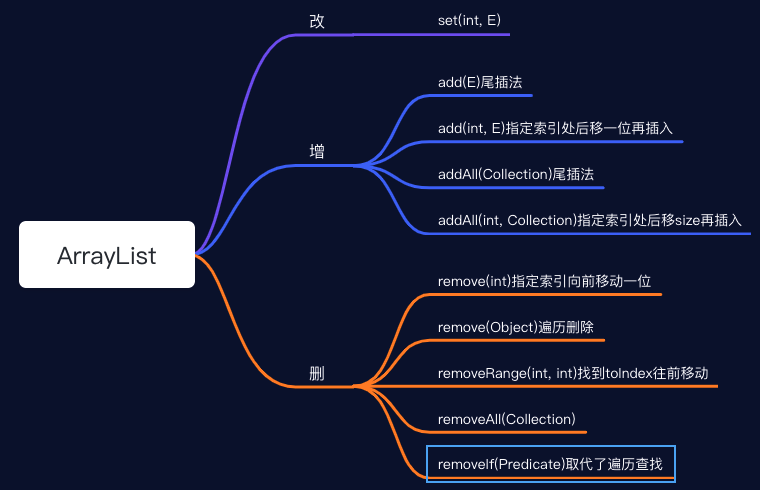 ArrayList
改
set(int, E)
增
add(E)尾插法
add(int, E)指定索引处后移一位再插入
addAll(Collection)尾插法
addAll(int, Collection)指定索引处后移size再插入
删
remove(int)指定索引向前移动一位
remove(Object)遍历删除
removeRange(int, int)找到toIndex往前移动
removeAll(Collection)
removeIf(Predicate)取代了遍历查找